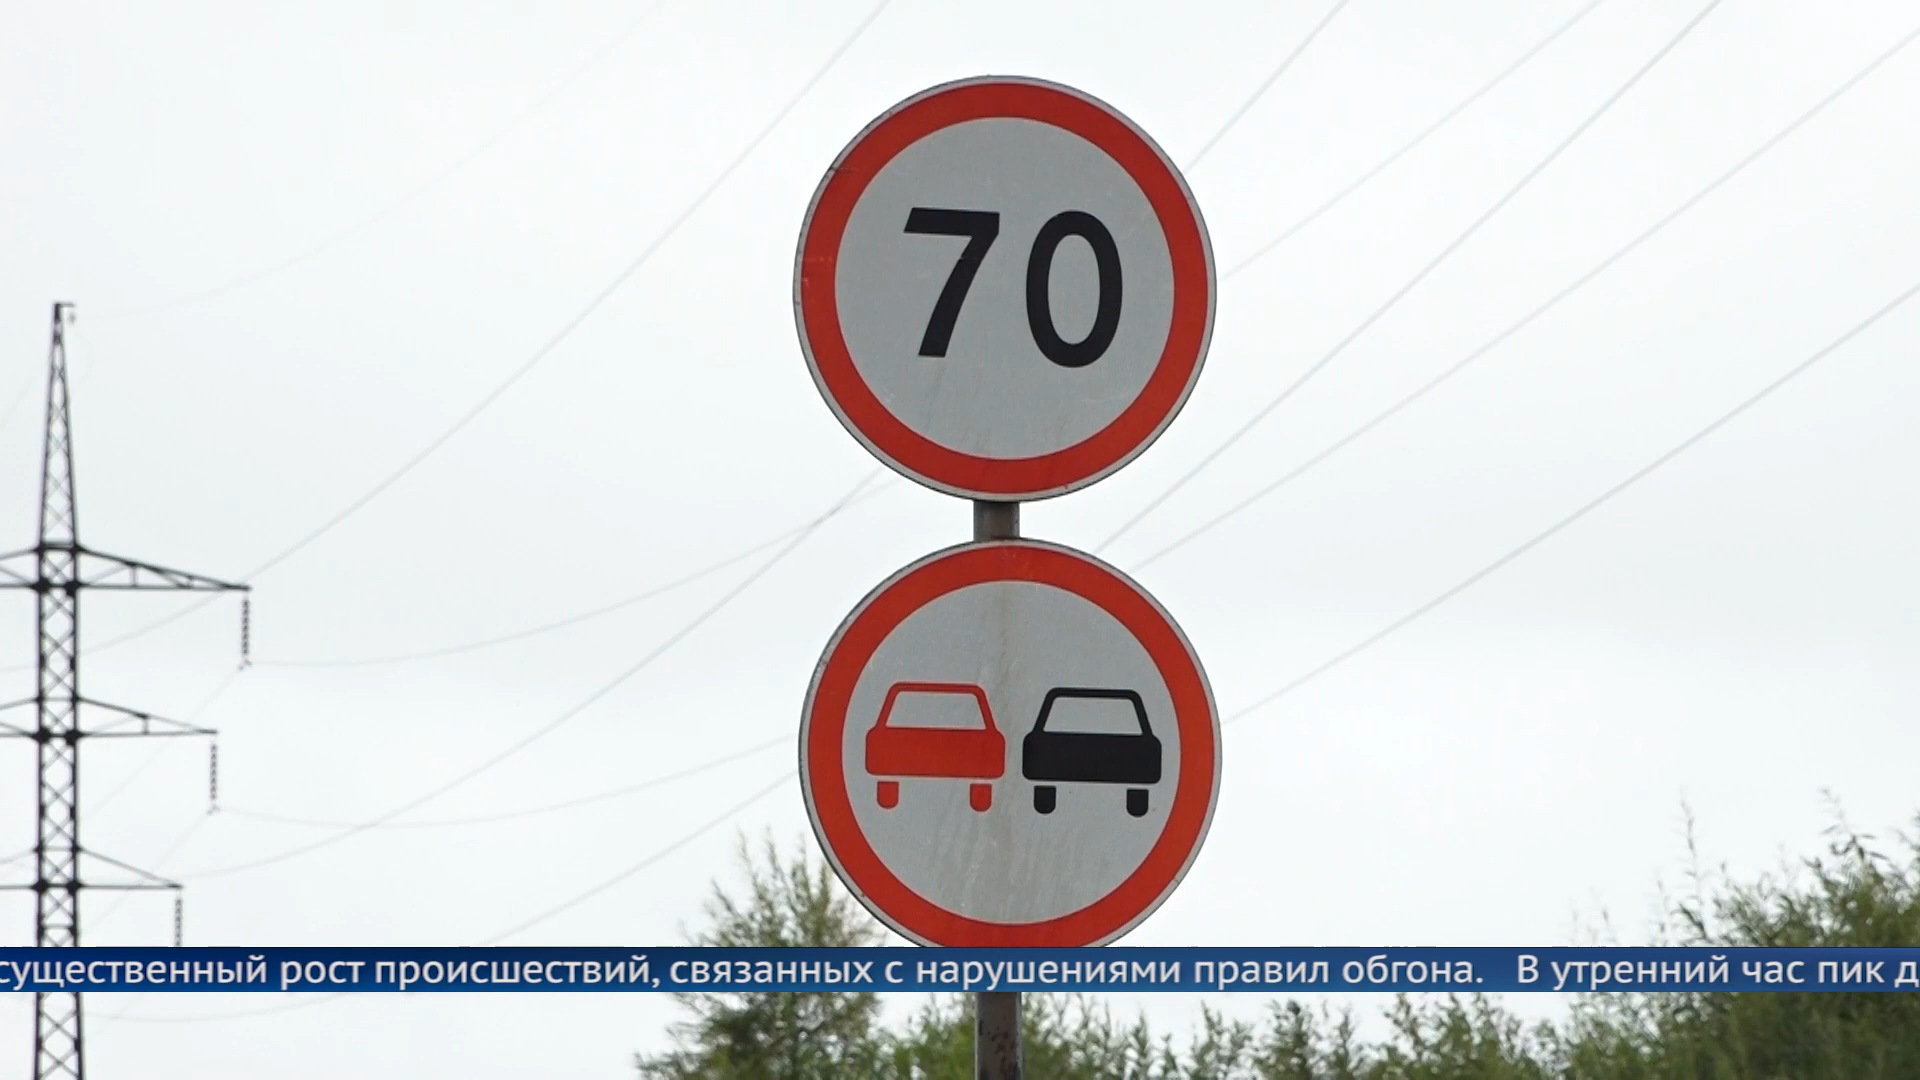 70
существенный рост происшествий, связанных с нарушениями правил обгона. В утренний час пик